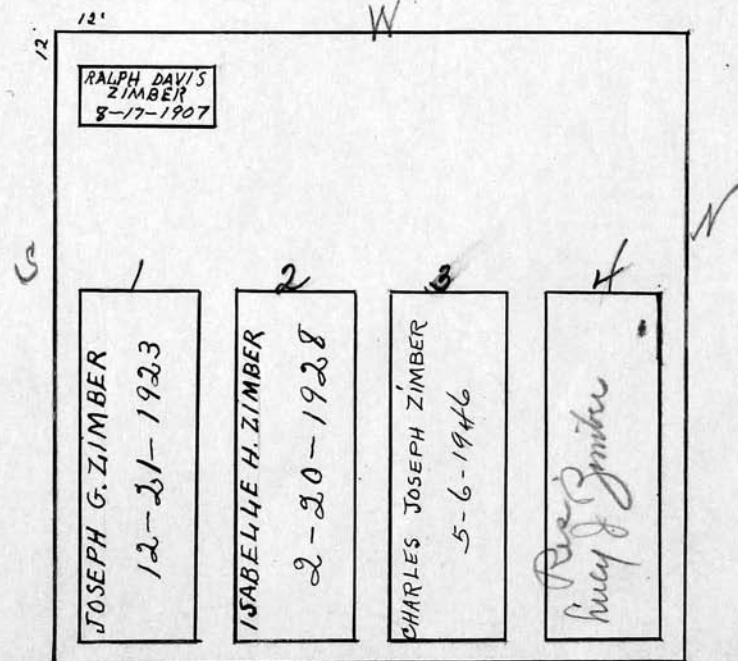 12'
12
W
RALPH DAVIS
ZIMBER
8-17-1907
S
N
1
JOSEPH G. ZIMBER
12-21-1923
2
ISABELLE H. ZIMBER
2-20-1928
3
CHARLES JOSEPH ZIMBER
5-6-1946
4
Res
Lucy J Zimber